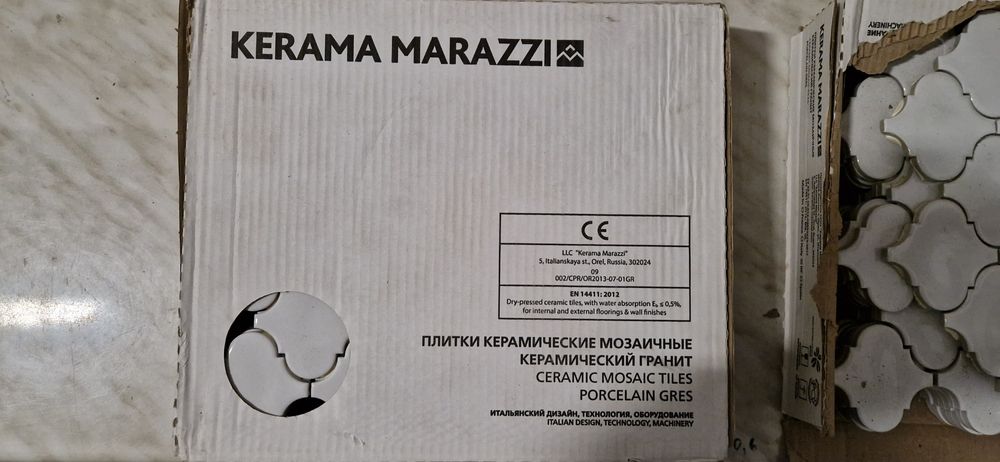 KERAMA MARAZZI
CE
LLC "Kerama Marazzi"
5, Italianskaya st., Orel, Russia, 302024
09
002/CPR/OR2013-07-01GR
EN 14411: 2012
Dry-pressed ceramic tiles, with water absorption Eb ≤ 0,5%,
for internal and external floorings & wall finishes
ПЛИТКИ КЕРАМИЧЕСКИЕ МОЗАИЧНЫЕ
КЕРАМИЧЕСКИЙ ГРАНИТ
CERAMIC MOSAIC TILES
PORCELAIN GRES
ИТАЛЬЯНСКИЙ ДИЗАЙН, ТЕХНОЛОГИЯ, ОБОРУДОВАНИЕ
ITALIAN DESIGN, TECHNOLOGY, MACHINERY
KERAMA MARAZZI
MACHINERY